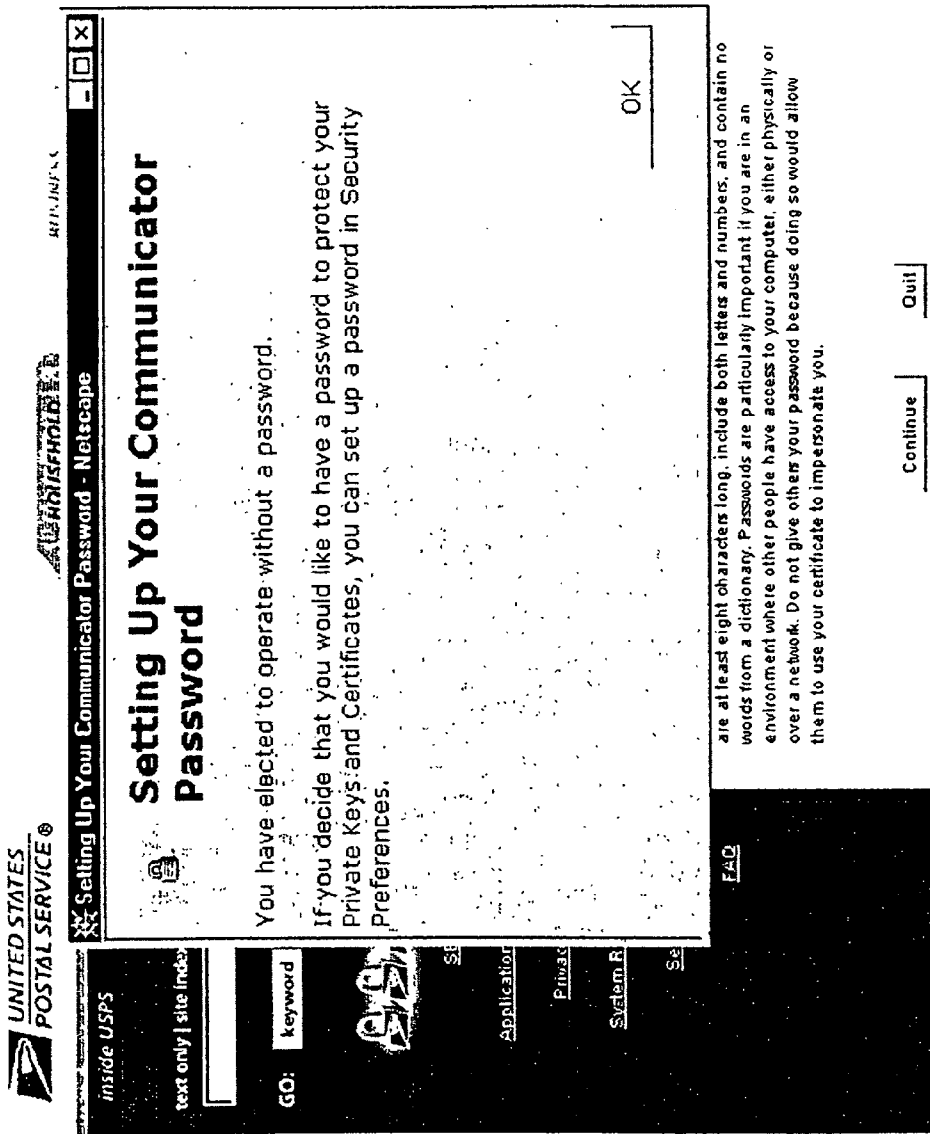 UNITED STATES
POSTAL SERVICE ®
HOUSEHOLD
Setting Up Your Communicator Password - Netscape
inside USPS
text only | site index
GO: keyword
Setting Up Your Communicator
Password
You have elected to operate without a password.
If you decide that you would like to have a password to protect your
Private Keys and Certificates, you can set up a password in Security
Preferences.
OK
Application
Privac
System R
Se
FAQ
are at least eight characters long, include both letters and numbers, and contain no
words from a dictionary. Passwords are particularly important if you are in an
environment where other people have access to your computer, either physically or
over a network. Do not give others your password because doing so would allow
them to use your certificate to impersonate you.
Continue Quit